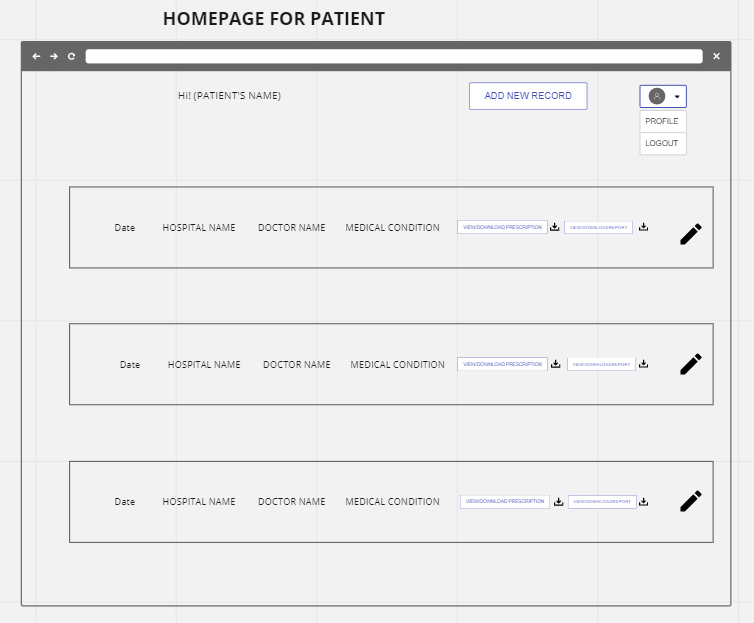 HOMEPAGE FOR PATIENT
Hi! (PATIENT'S NAME)
ADD NEW RECORD
PROFILE
LOGOUT
Date HOSPITAL NAME DOCTOR NAME MEDICAL CONDITION VIEW/DOWNLOAD PRESCRIPTION VIEW/DOWNLOADREPORT
Date HOSPITAL NAME DOCTOR NAME MEDICAL CONDITION VIEW/DOWNLOAD PRESCRIPTION VIEW/DOWNLOADREPORT
Date HOSPITAL NAME DOCTOR NAME MEDICAL CONDITION VIEW/DOWNLOAD PRESCRIPTION VIEW/DOWNLOADREPORT